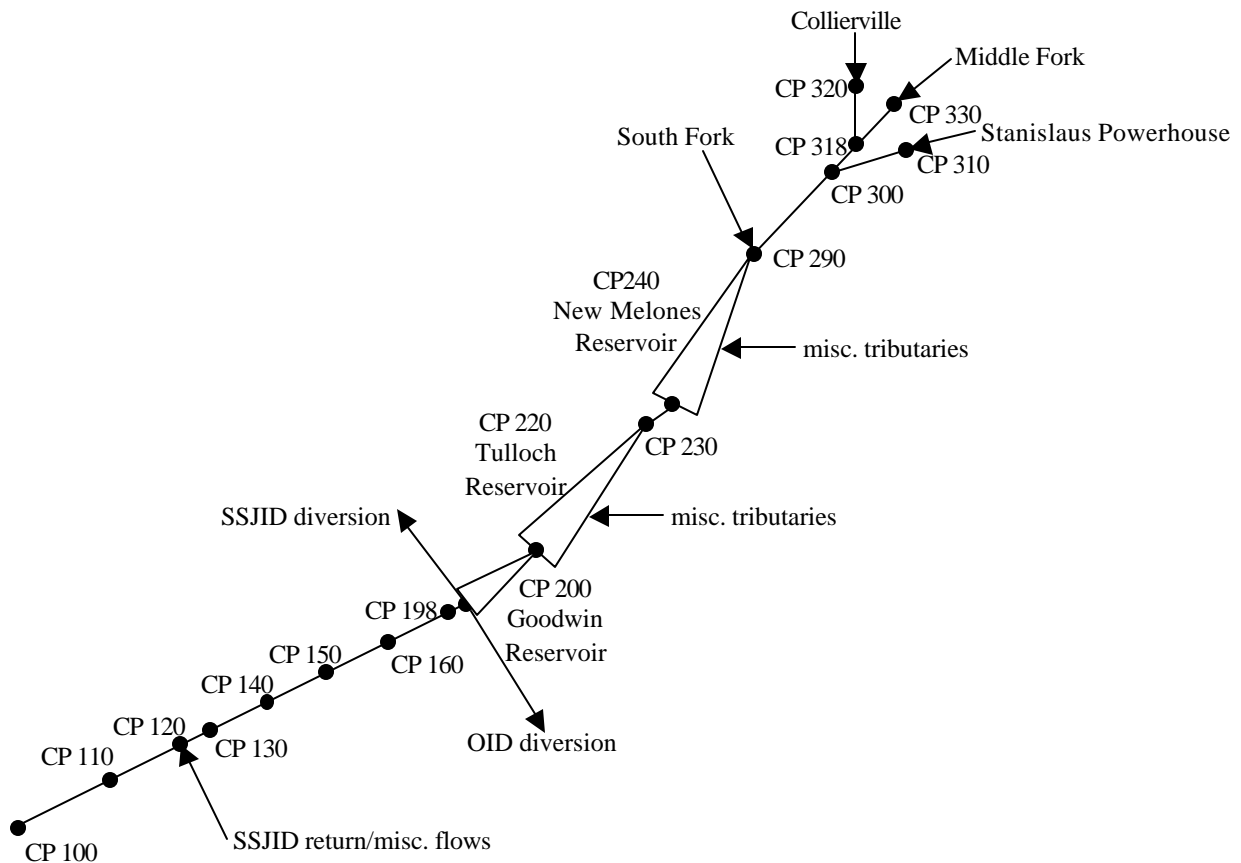 Collierville
Middle Fork
CP 320
CP 330
Stanislaus Powerhouse
South Fork
CP 318
CP 310
CP 300
CP 290
CP240
New Melones
Reservoir
misc. tributaries
CP 220
Tulloch
Reservoir
CP 230
SSJID diversion
misc. tributaries
CP 200
Goodwin
Reservoir
CP 198
CP 160
CP 150
CP 140
OID diversion
CP 120
CP 130
CP 110
SSJID return/misc. flows
CP 100